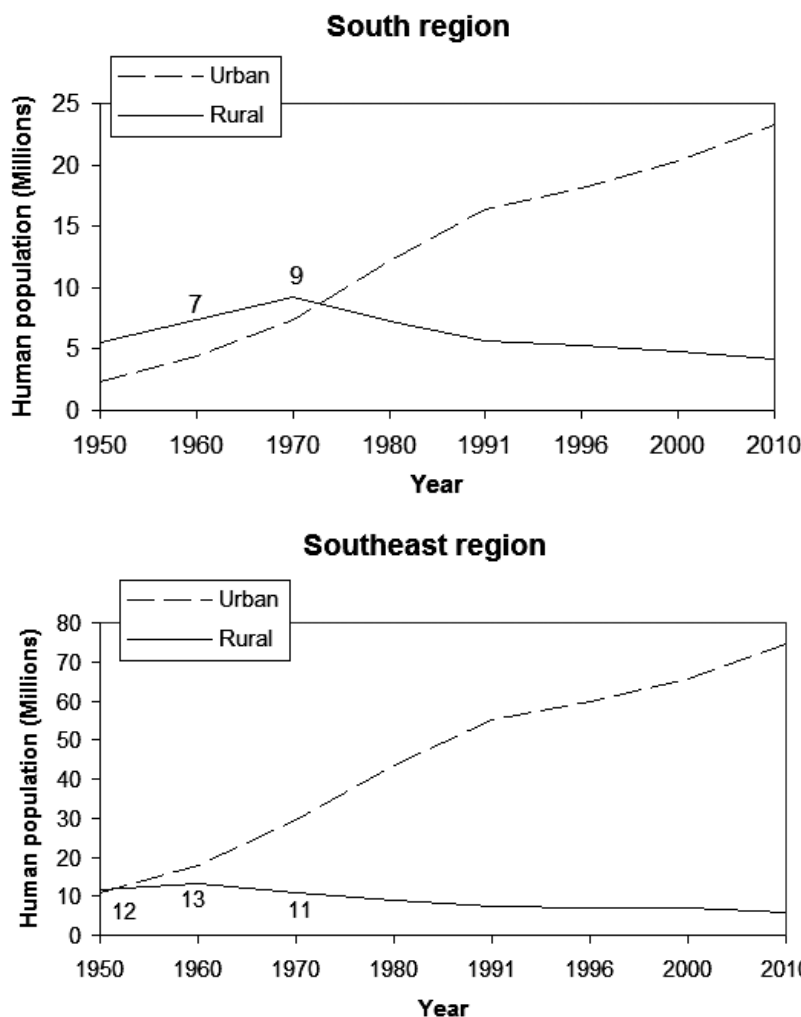 South region
Urban
Rural
Human population (Millions)
25
20
15
10
5
0
7
9
1950 1960 1970 1980 1991 1996 2000 2010
Year
Southeast region
Urban
Rural
Human population (Millions)
80
70
60
50
40
30
20
10
0
12 13 11
1950 1960 1970 1980 1991 1996 2000 2010
Year